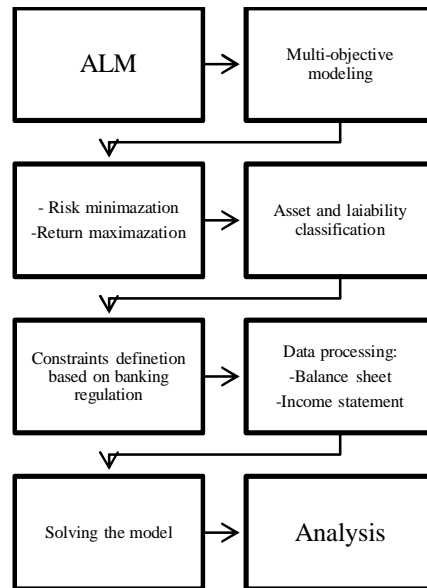 ALM
Multi-objective
modeling
- Risk minimazation
-Return maximazation
Asset and laiability
classification
Constraints definetion
based on banking
regulation
Data processing:
-Balance sheet
-Income statement
Solving the model
Analysis